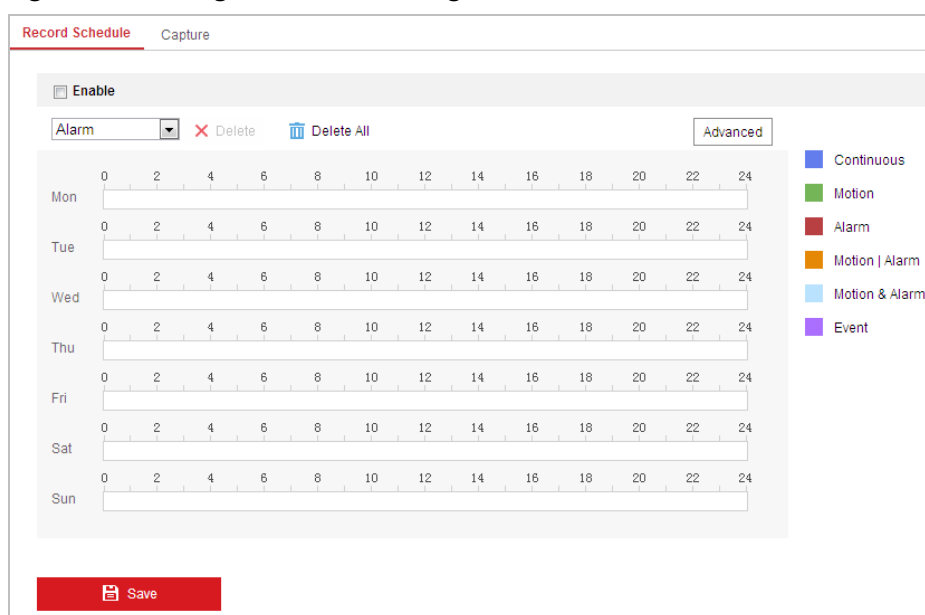 Record Schedule Capture
Enable
Alarm Delete Delete All Advanced
0 2 4 6 8 10 12 14 16 18 20 22 24
Mon
0 2 4 6 8 10 12 14 16 18 20 22 24
Tue
0 2 4 6 8 10 12 14 16 18 20 22 24
Wed
0 2 4 6 8 10 12 14 16 18 20 22 24
Thu
0 2 4 6 8 10 12 14 16 18 20 22 24
Fri
0 2 4 6 8 10 12 14 16 18 20 22 24
Sat
0 2 4 6 8 10 12 14 16 18 20 22 24
Sun
Continuous
Motion
Alarm
Motion | Alarm
Motion & Alarm
Event
Save